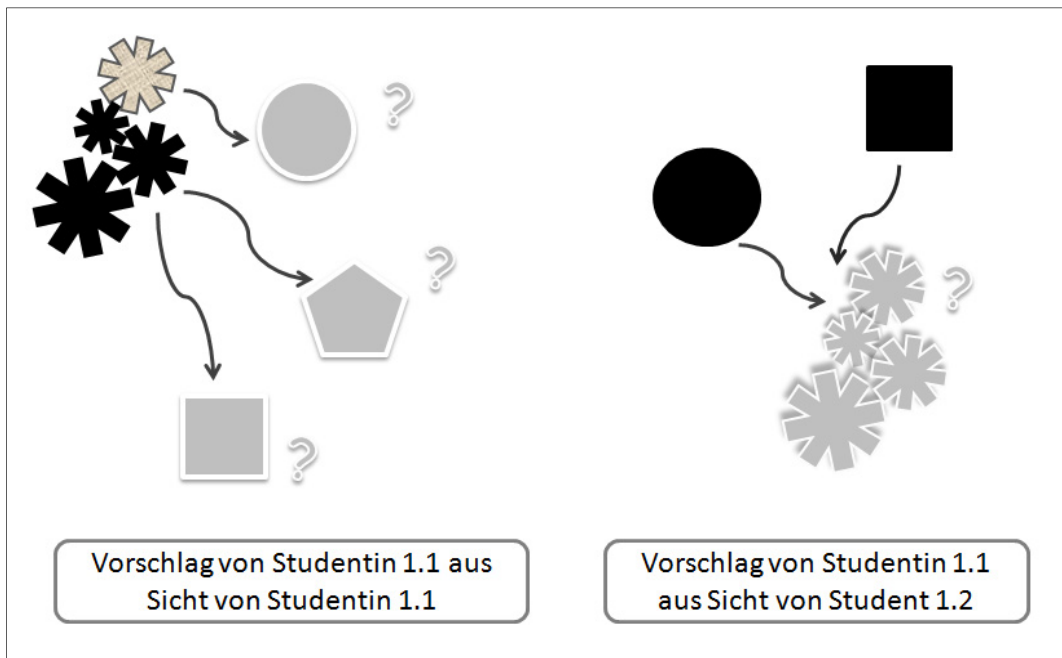 ?
?
?
?
Vorschlag von Studentin 1.1 aus
Sicht von Studentin 1.1
Vorschlag von Studentin 1.1
aus Sicht von Student 1.2